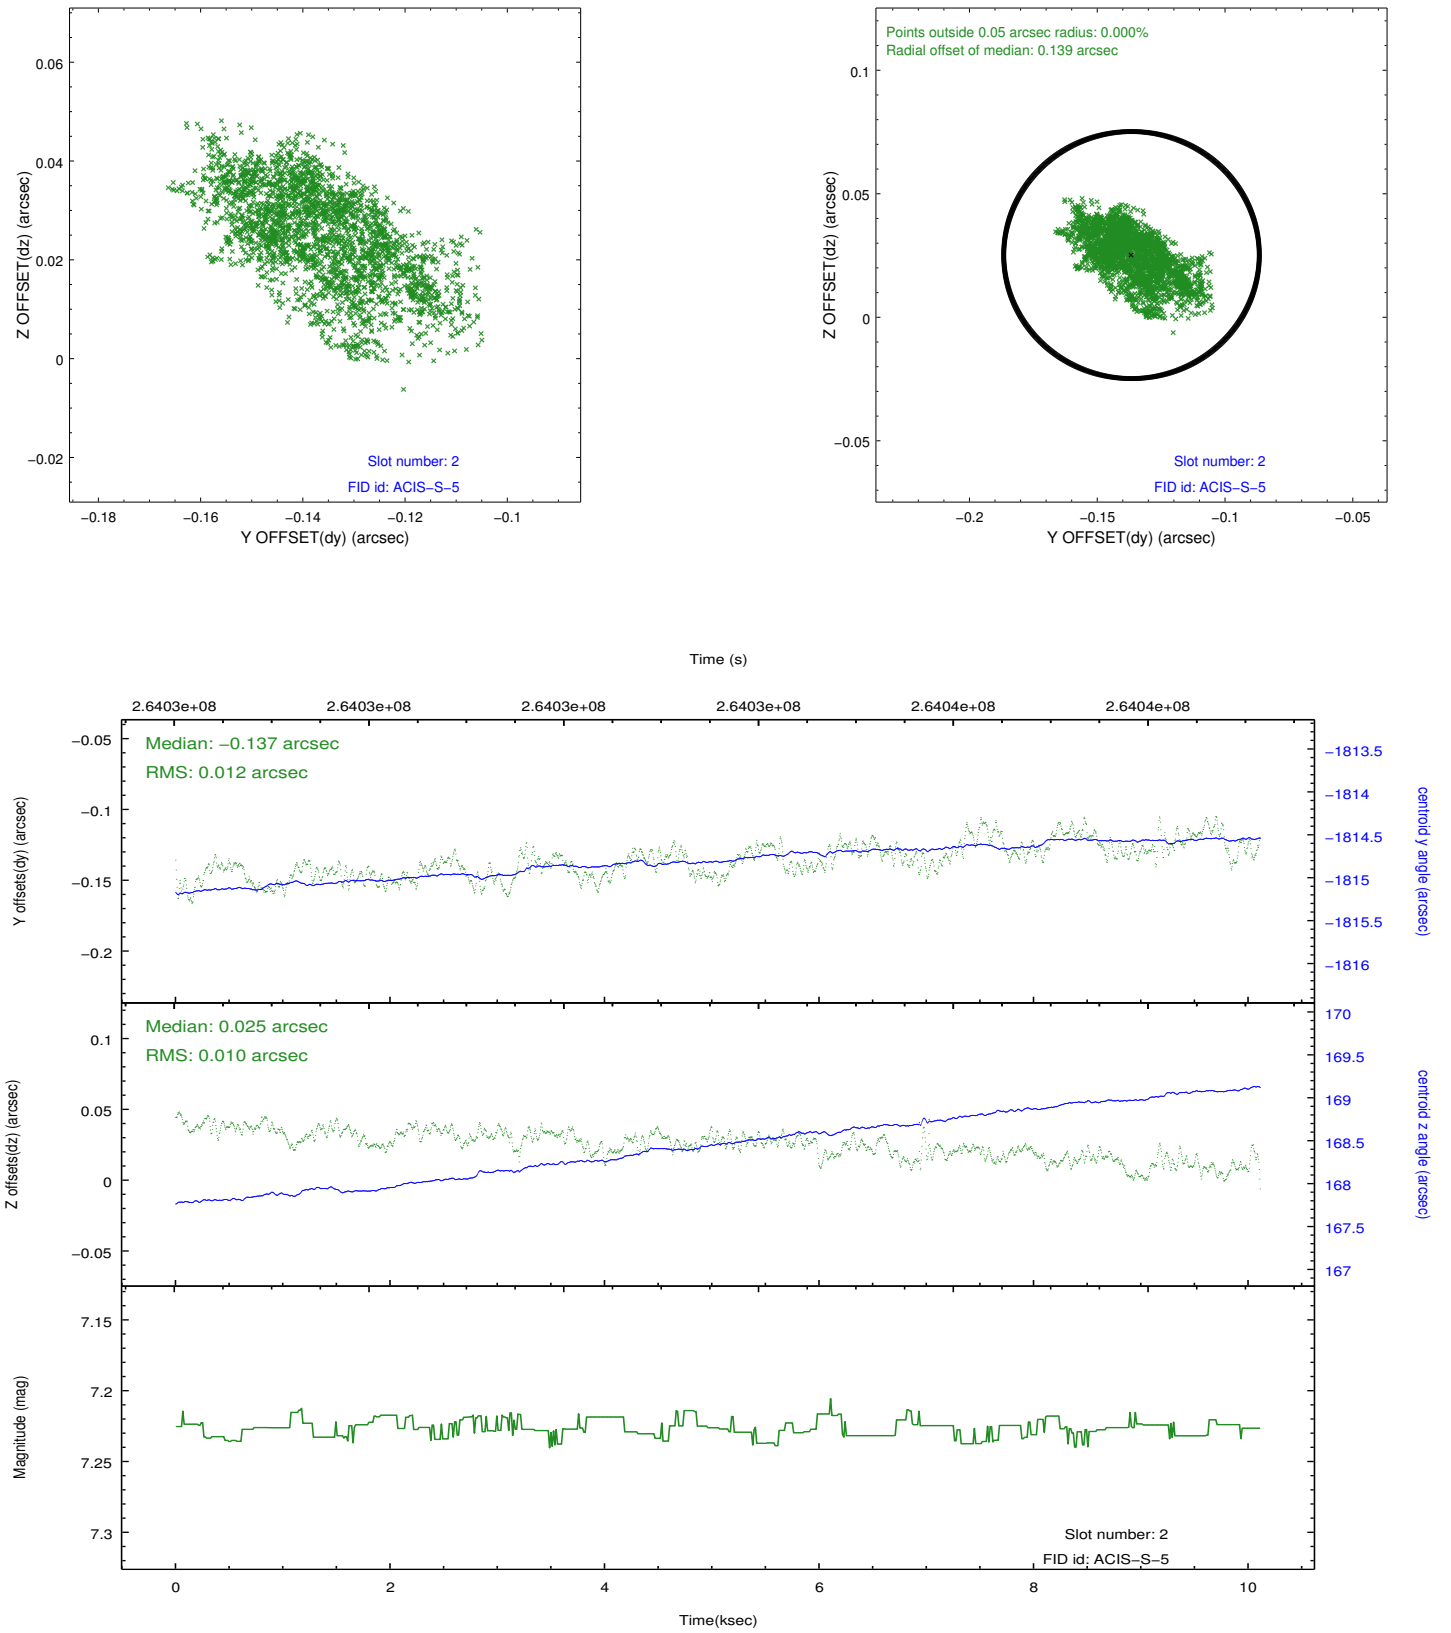 0.06
0.04
0.02
0
−0.02
Z OFFSET(dz) (arcsec)
Slot number: 2
FID id: ACIS−S−5
−0.18
−0.16
−0.14
−0.12
−0.1
Y OFFSET(dy) (arcsec)
Points outside 0.05 arcsec radius: 0.000%
Radial offset of median: 0.139 arcsec
0.1
0.05
0
−0.05
Z OFFSET(dz) (arcsec)
Slot number: 2
FID id: ACIS−S−5
−0.2
−0.15
−0.1
−0.05
Y OFFSET(dy) (arcsec)
Time (s)
2.6403e+08
2.6403e+08
2.6403e+08
2.6403e+08
2.6404e+08
2.6404e+08
Median: −0.137 arcsec
RMS: 0.012 arcsec
−0.05
−0.1
−0.15
−0.2
Y offsets(dy) (arcsec)
−1813.5
−1814
−1814.5
−1815
−1815.5
−1816
centroid y angle (arcsec)
Median: 0.025 arcsec
RMS: 0.010 arcsec
0.1
0.05
0
−0.05
Z offsets(dz) (arcsec)
170
169.5
169
168.5
168
167.5
167
centroid z angle (arcsec)
7.15
7.2
7.25
7.3
Magnitude (mag)
Slot number: 2
FID id: ACIS−S−5
0
2
4
6
8
10
Time(ksec)